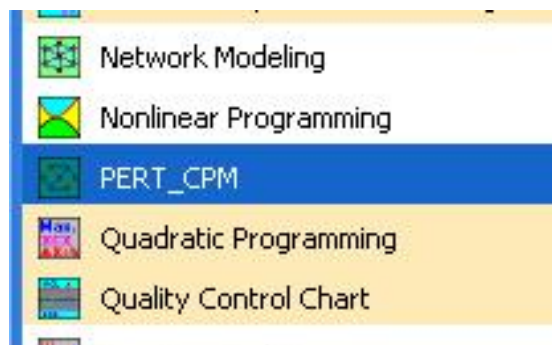 Network Modeling
Nonlinear Programming
PERT_CPM
Quadratic Programming
Quality Control Chart